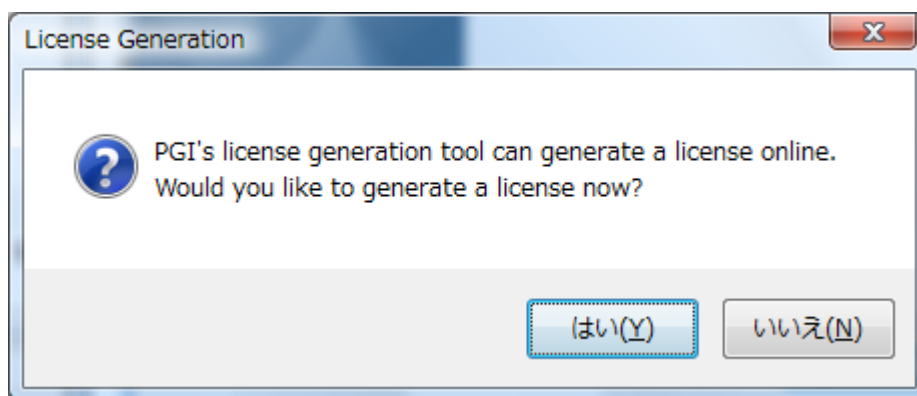 License Generation
PGI's license generation tool can generate a license online.
Would you like to generate a license now?
はい(Y)
いいえ(N)